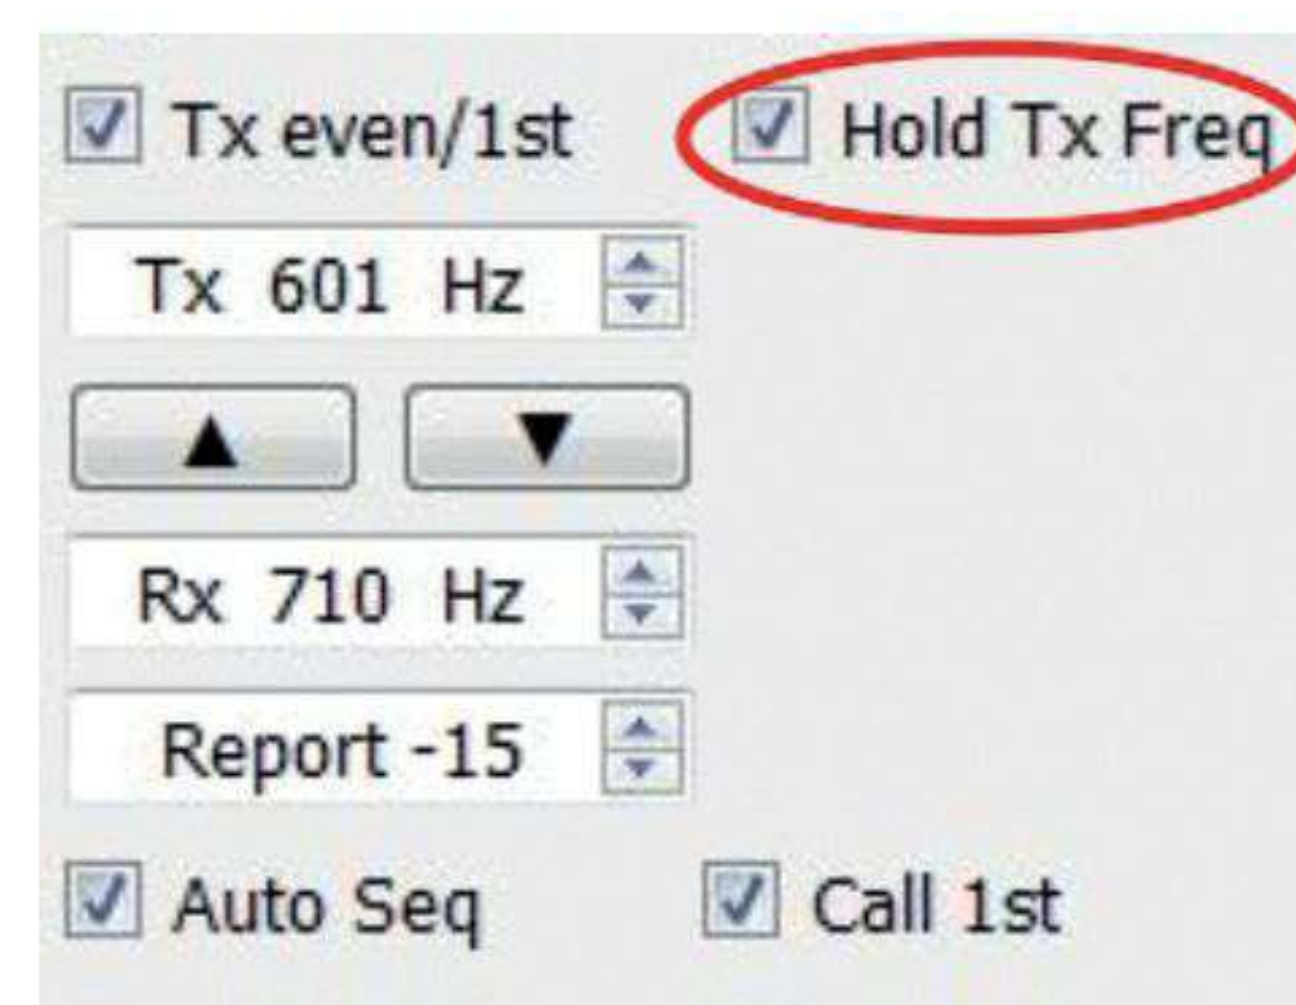 Tx even/1st Hold Tx Freq
Tx 601 Hz
▲ ▼
Rx 710 Hz
Report -15
Auto Seq Call 1st